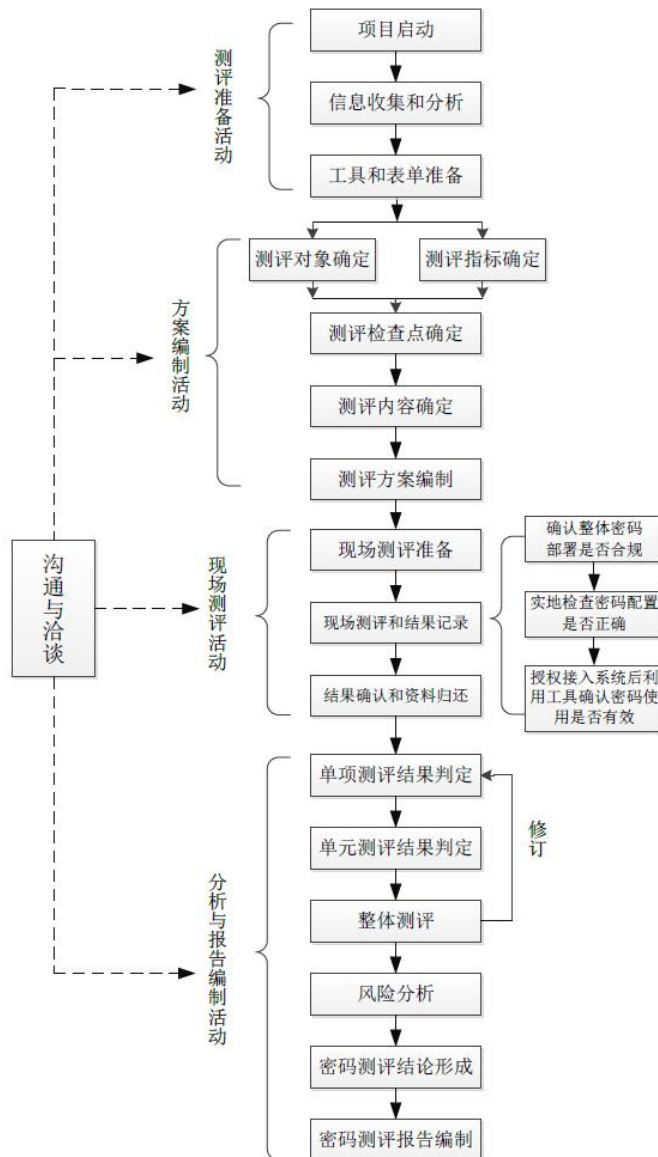 项目启动
测评准备活动
信息收集和分析
工具和表单准备
测评对象确定
测评指标确定
方案编制活动
测评检查点确定
测评内容确定
测评方案编制
沟通与洽谈
现场测评活动
现场测评准备
现场测评和结果记录
结果确认和资料归还
确认整体密码
部署是否合规
实地检查密码配置
是否正确
授权接入系统后利
用工具确认密码使
用是否有效
分析与报告编制活动
单项测评结果判定
单元测评结果判定
修订
整体测评
风险分析
密码测评结论形成
密码测评报告编制